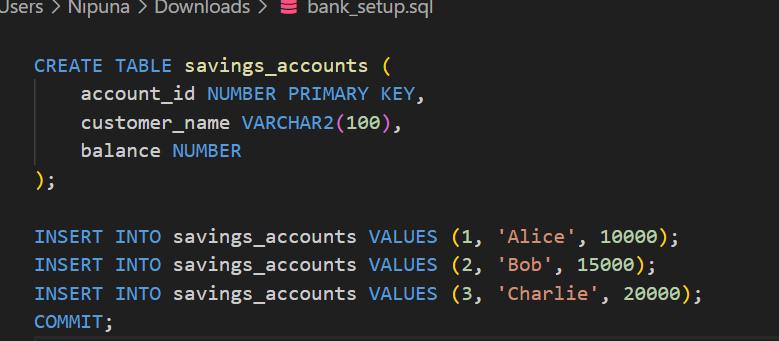 Users > Nipuna > Downloads > bank_setup.sql
CREATE TABLE savings_accounts (
    account_id NUMBER PRIMARY KEY,
    customer_name VARCHAR2(100),
    balance NUMBER
);
INSERT INTO savings_accounts VALUES (1, 'Alice', 10000);
INSERT INTO savings_accounts VALUES (2, 'Bob', 15000);
INSERT INTO savings_accounts VALUES (3, 'Charlie', 20000);
COMMIT;